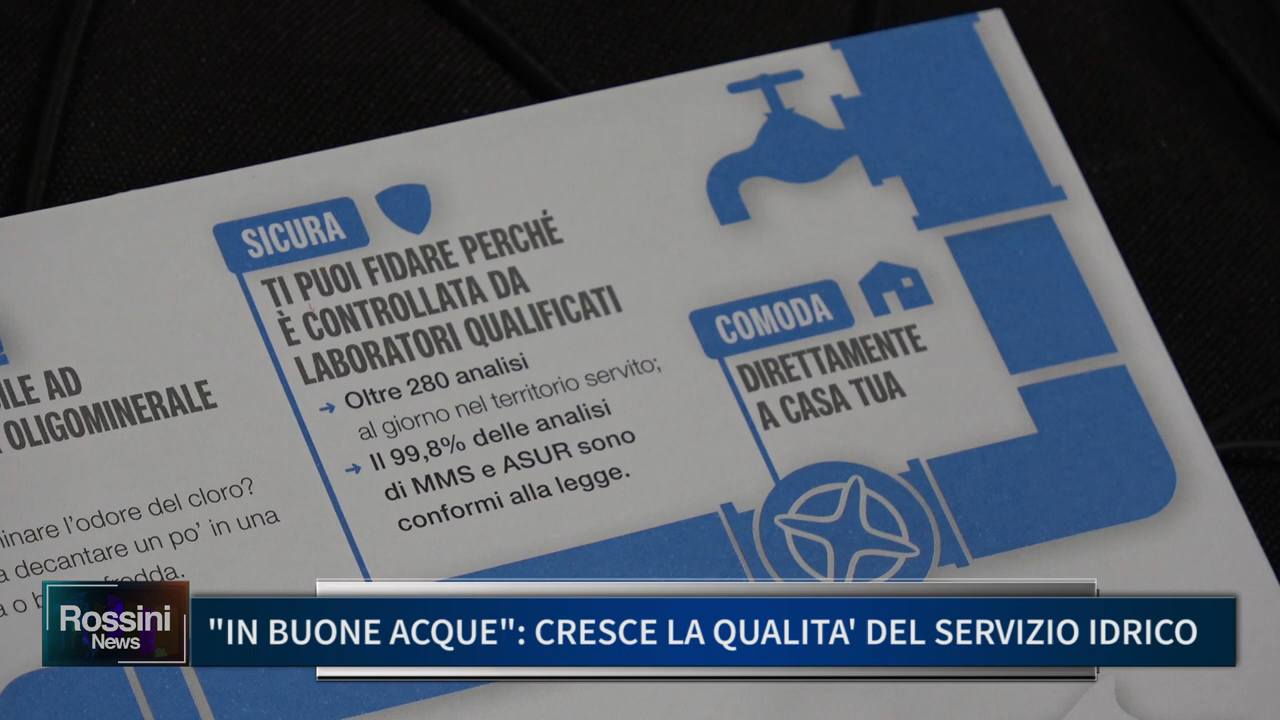 SICURA
TI PUOI FIDARE PERCHÉ
È CONTROLLATA DA
LABORATORI QUALIFICATI
→ Oltre 280 analisi
al giorno nel territorio servito;
→ Il 99,8% delle analisi
di MMS e ASUR sono
conformi alla legge.
COMODA
DIRETTAMENTE
A CASA TUA
AD
OLIGOMINERALE
l'odore del cloro?
decantare un po' in una
Rossini
News
"IN BUONE ACQUE": CRESCE LA QUALITA' DEL SERVIZIO IDRICO